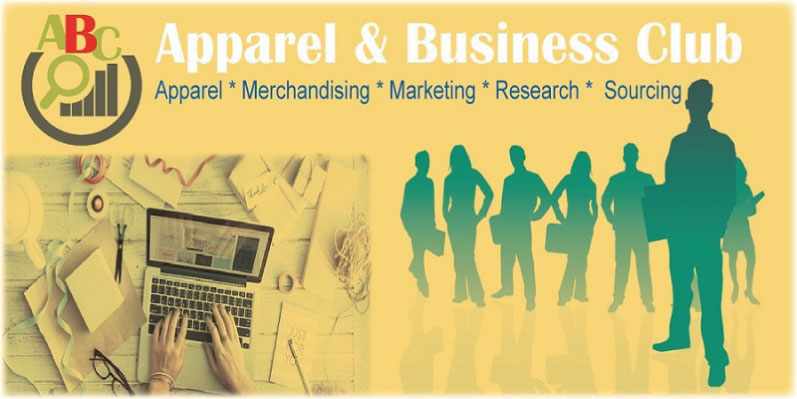 ABC
Apparel & Business Club
Apparel * Merchandising * Marketing * Research * Sourcing